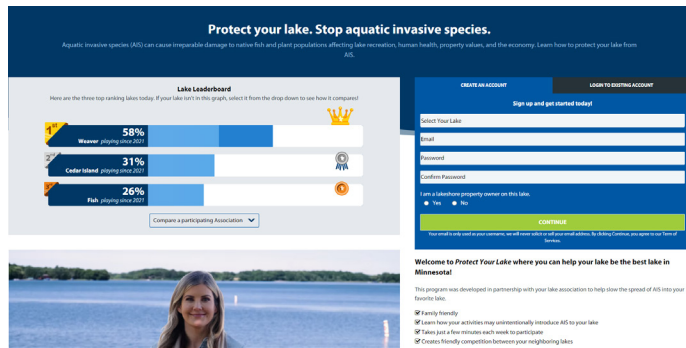 Protect your lake. Stop aquatic invasive species.
Aquatic invasive species (AIS) can cause irreparable damage to native fish and plant populations affecting lake recreation, human health, property values, and the economy. Learn how to protect your lake from
AIS.
Lake Leaderboard
Here are the three top ranking lakes today. If your lake isn't in this graph, select it from the drop down to see how it compares!
1st
58%
Weaver playing since 2021
2nd
31%
Cedar Island playing since 2021
26%
Fish playing since 2021
Compare a participating Association
CREATE AN ACCOUNT
LOGIN TO EXISTING ACCOUNT
Sign up and get started today!
Select Your Lake
Email
Password
Confirm Password
I am a lakeshore property owner on this lake.
Yes No
CONTINUE
Your email is only used as your username, we will never solicit or sell your email address. By clicking Continue, you agree to our Term of
Services.
Welcome to Protect Your Lake where you can help your lake be the best lake in
Minnesota!
This program was developed in partnership with your lake association to help slow the spread of AIS into your
favorite lake.
Family friendly
Learn how your activities may unintentionally introduce AIS to your lake
Takes just a few minutes each week to participate
Creates friendly competition between your neighboring lakes